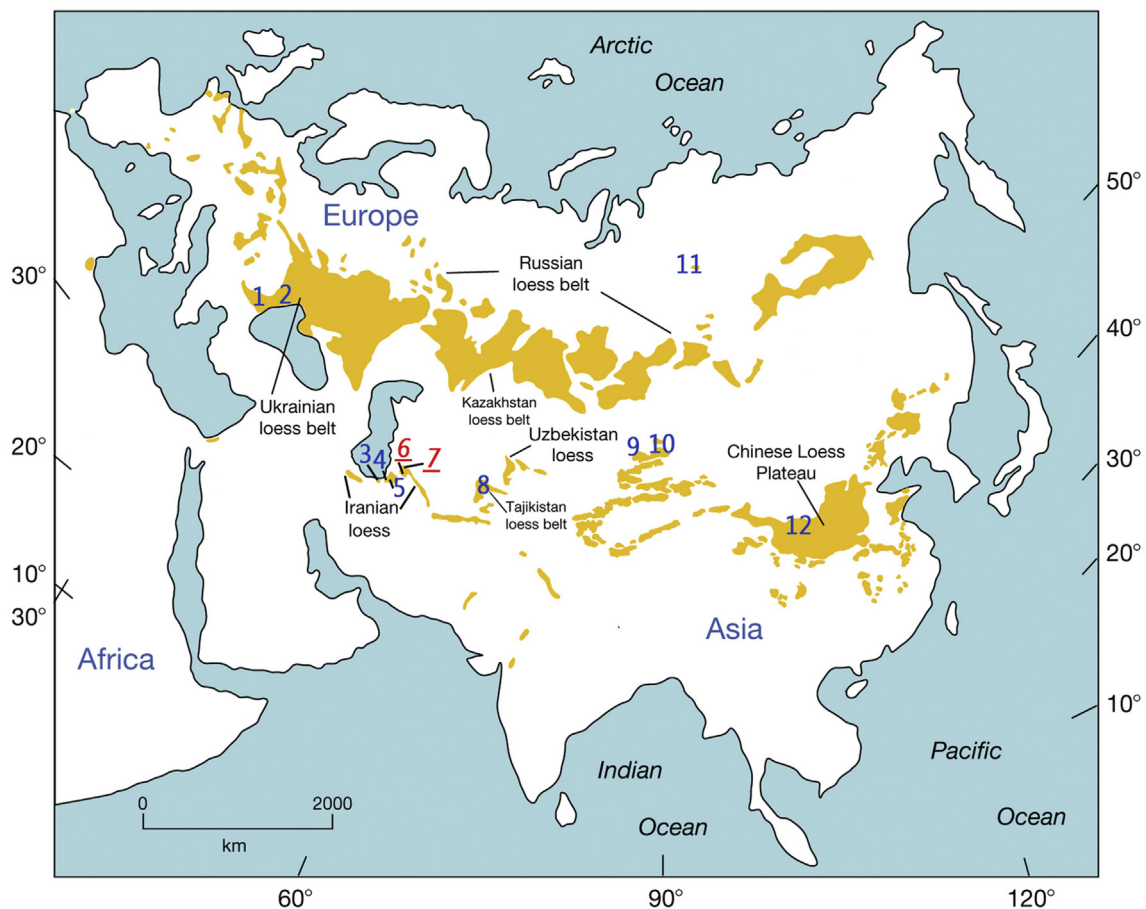 Arctic
Ocean
50°
Europe
30°
Russian
loess belt
11
1
2
40°
Ukrainian
loess belt
Kazakhstan
loess belt
20°
3
4
6
7
Uzbekistan
loess
9
10
Chinese Loess
Plateau
30°
5
8
Iranian
loess
Tajikistan
loess belt
12
20°
10°
30°
Africa
Asia
10°
Pacific
Ocean
Indian
Ocean
0
2000
km
60°
90°
120°